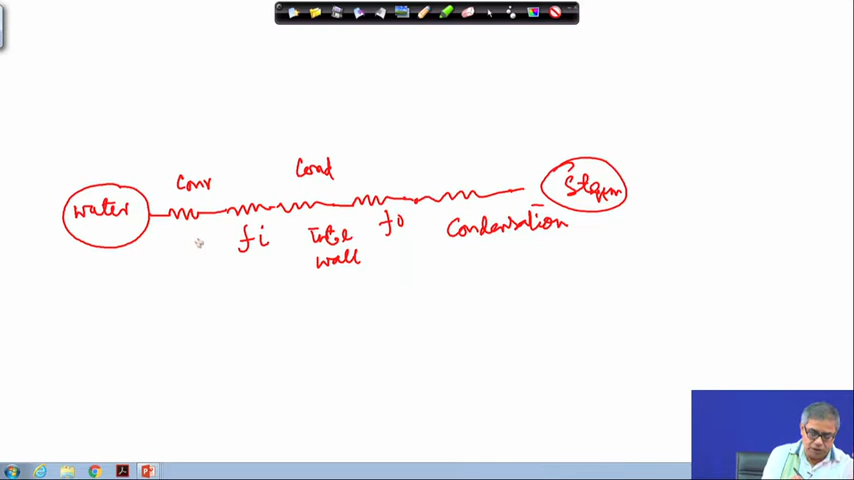 Conv
Cond
water
Steam
fi
Tube
wall
fo
Condensation